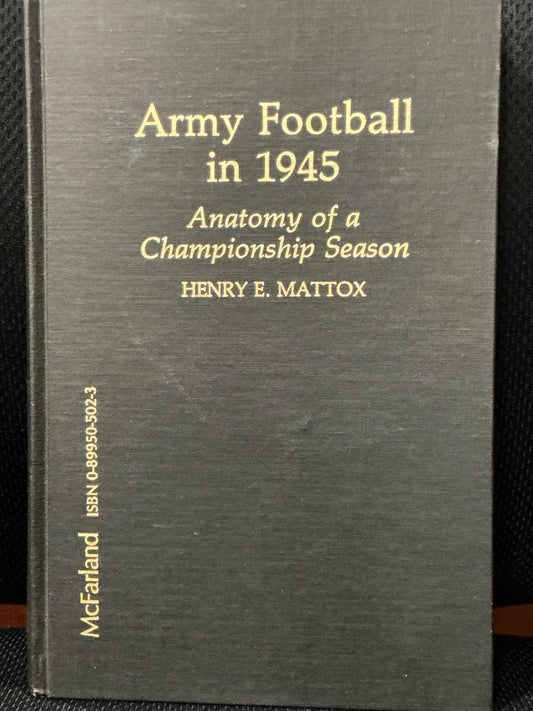 Army Football
in 1945
Anatomy of a
Championship Season
HENRY E. MATTOX
McFarland ISBN 0-89950-502-3